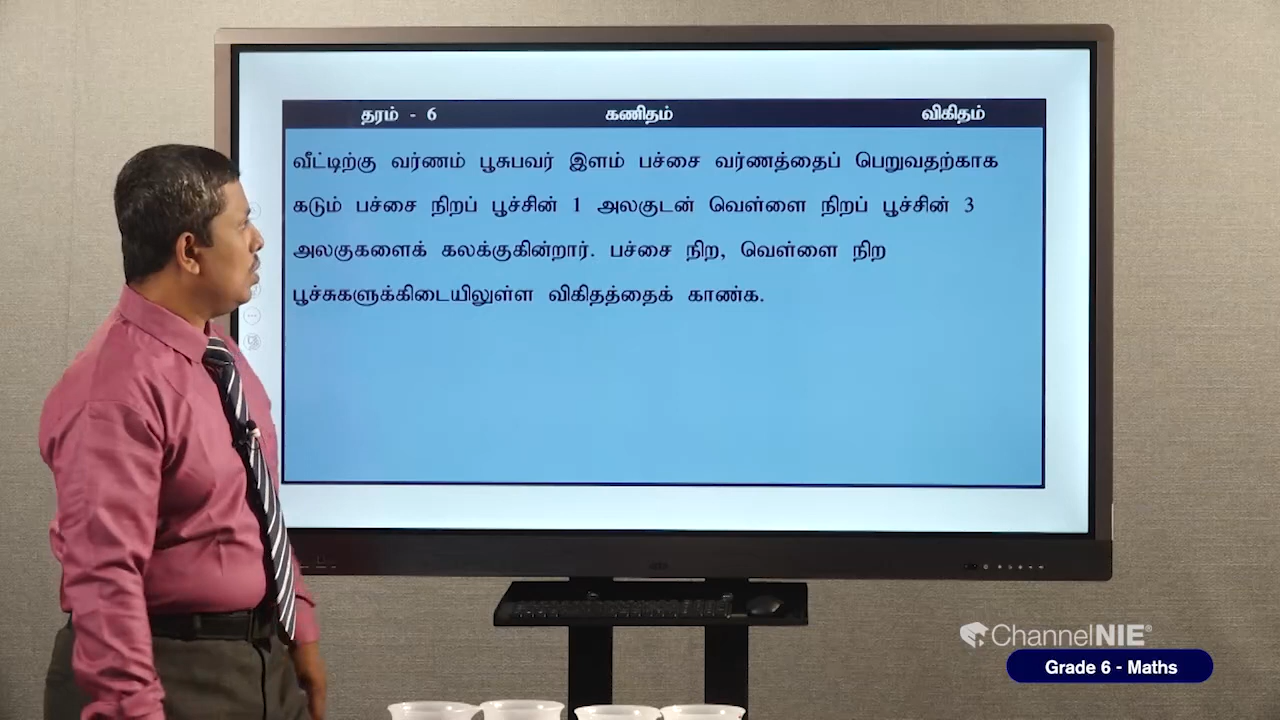 தரம் - 6 கணிதம் விகிதம்
வீட்டிற்கு வர்ணம் பூசுபவர் இளம் பச்சை வர்ணத்தைப் பெறுவதற்காக
கடும் பச்சை நிறப் பூச்சின் 1 அலகுடன் வெள்ளை நிறப் பூச்சின் 3
அலகுகளைக் கலக்குகின்றார். பச்சை நிற, வெள்ளை நிற
பூச்சுகளுக்கிடையிலுள்ள விகிதத்தைக் காண்க.
ChannelNIE®
Grade 6 - Maths